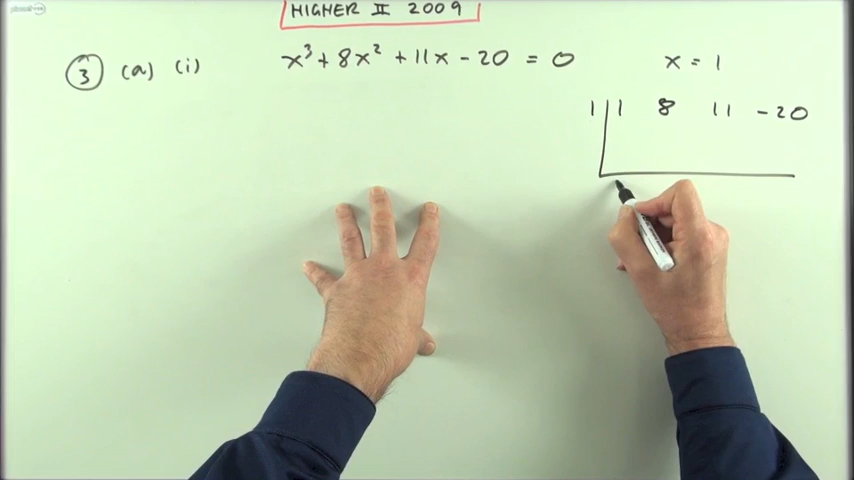 HIGHER II 2009
3 (a) (i) x³ + 8x² + 11x - 20 = 0 x = 1
1 | 1 8 11 -20